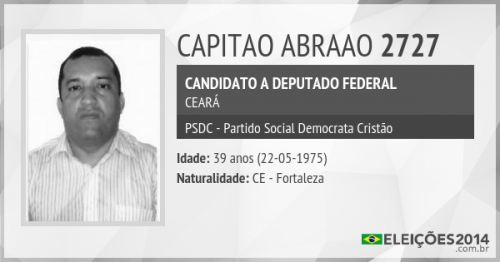 CAPITAO ABRAAO 2727
CANDIDATO A DEPUTADO FEDERAL
CEARÁ
PSDC - Partido Social Democrata Cristão
Idade: 39 anos (22-05-1975)
Naturalidade: CE - Fortaleza
ELEIÇÕES2014
.com.br